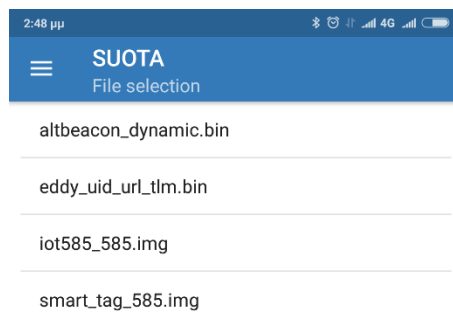 2:48 μμ 4G
SUOTA
File selection
altbeacon_dynamic.bin
eddy_uid_url_tlm.bin
iot585_585.img
smart_tag_585.img